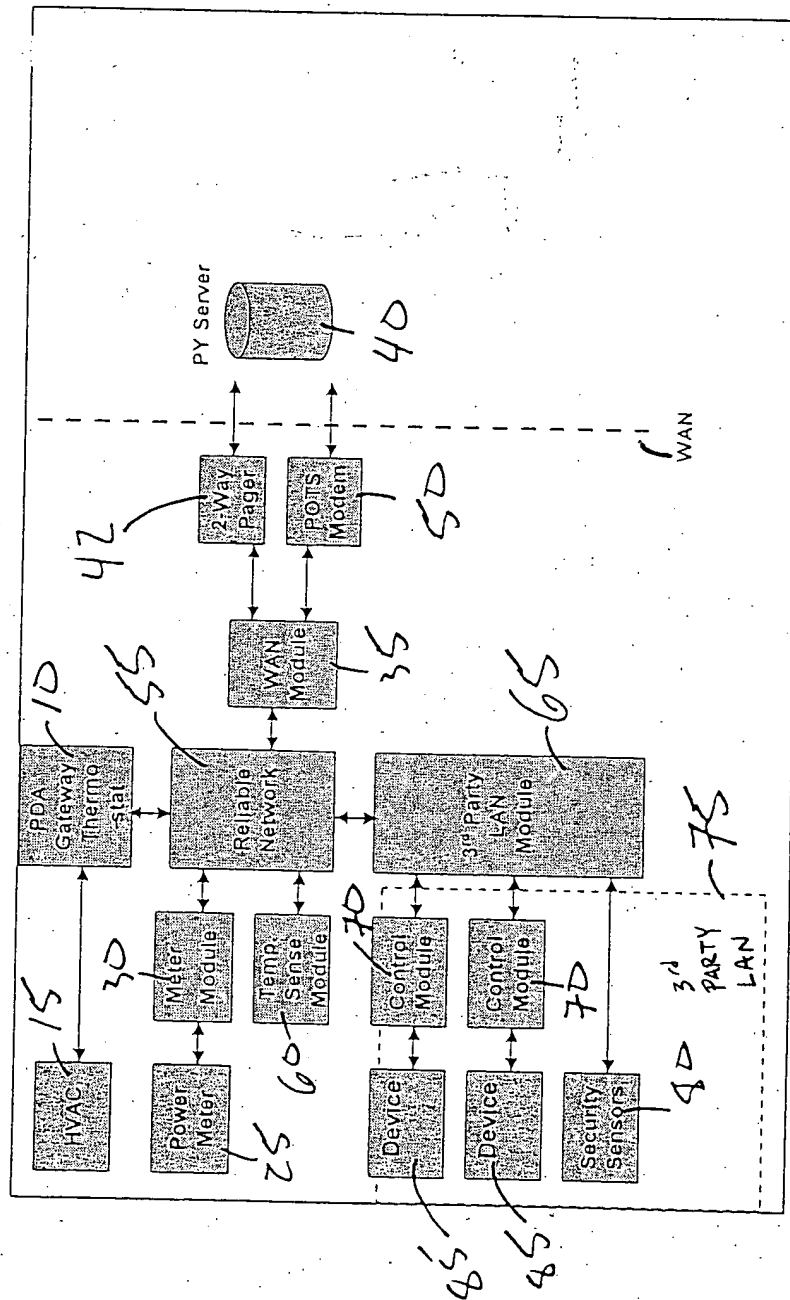 HVAC
15
PDA
Gateway
Thermo
-stat
10
Power
Meter
25
Meter
Module
30
Temp
Sense
Module
60
Reliable
Network
55
WAN
Module
35
2-Way
Pager
42
POTS
Modem
50
PY Server
40
WAN
Device
85
Control
Module
70
Device
85
Control
Module
70
Security
Sensors
80
3rd Party
LAN
Module
65
3rd
PARTY
LAN
75